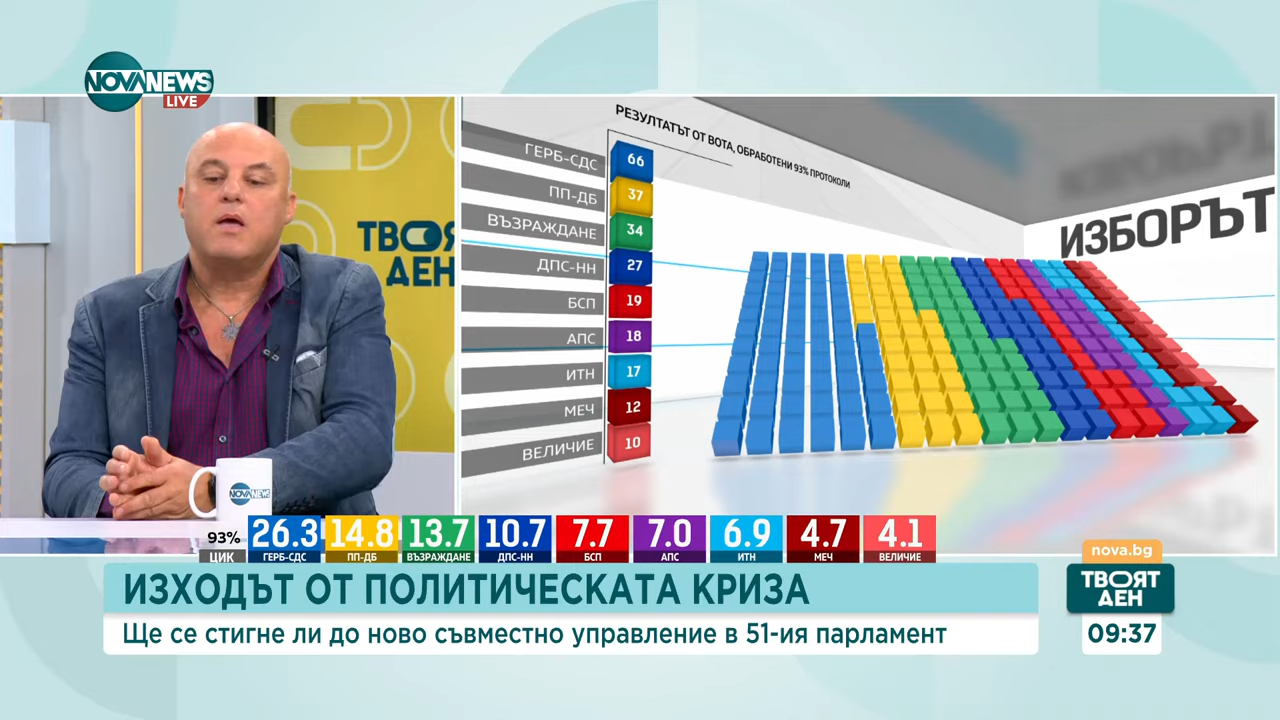 NOVANEWS
LIVE
ТВОЯТ
ДЕН
РЕЗУЛТАТЪТ ОТ ВОТА, ОБРАБОТЕНИ 93% ПРОТОКОЛИ
ГЕРБ-СДС 66
ПП-ДБ 37
ВЪЗРАЖДАНЕ 34
ДПС-НН 27
БСП 19
АПС 18
ИТН 17
МЕЧ 12
ВЕЛИЧИЕ 10
ИЗБОРЪТ
NOVANEWS
93% 26.3 14.8 13.7 10.7 7.7 7.0 6.9 4.7 4.1
ЦИК ГЕРБ-СДС ПП-ДБ ВЪЗРАЖДАНЕ ДПС-НН БСП АПС ИТН МЕЧ ВЕЛИЧИЕ
ИЗХОДЪТ ОТ ПОЛИТИЧЕСКАТА КРИЗА
Ще се стигне ли до ново съвместно управление в 51-ия парламент
nova.bg
ТВОЯТ
ДЕН
09:37